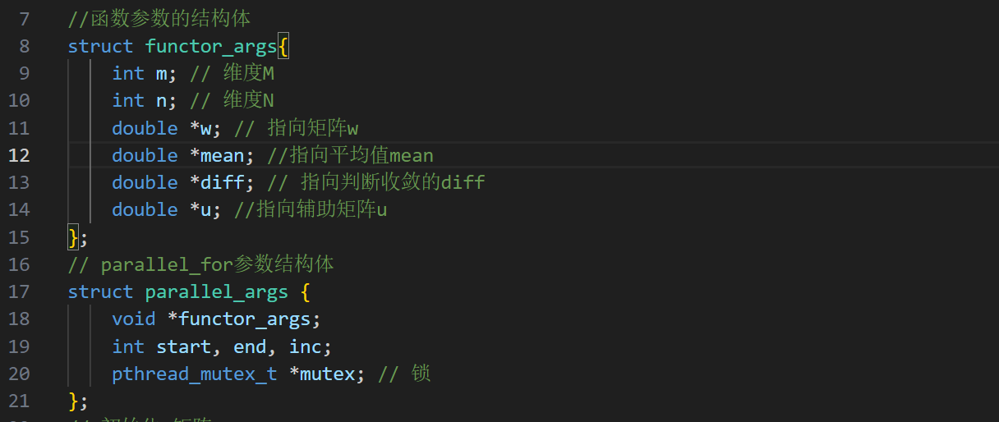 7 //函数参数的结构体
8 struct functor_args{
9 int m; // 维度M
10 int n; // 维度N
11 double *w; // 指向矩阵w
12 double *mean; //指向平均值mean
13 double *diff; // 指向判断收敛的diff
14 double *u; //指向辅助矩阵u
15 };
16 // parallel_for参数结构体
17 struct parallel_args {
18 void *functor_args;
19 int start, end, inc;
20 pthread_mutex_t *mutex; // 锁
21 };